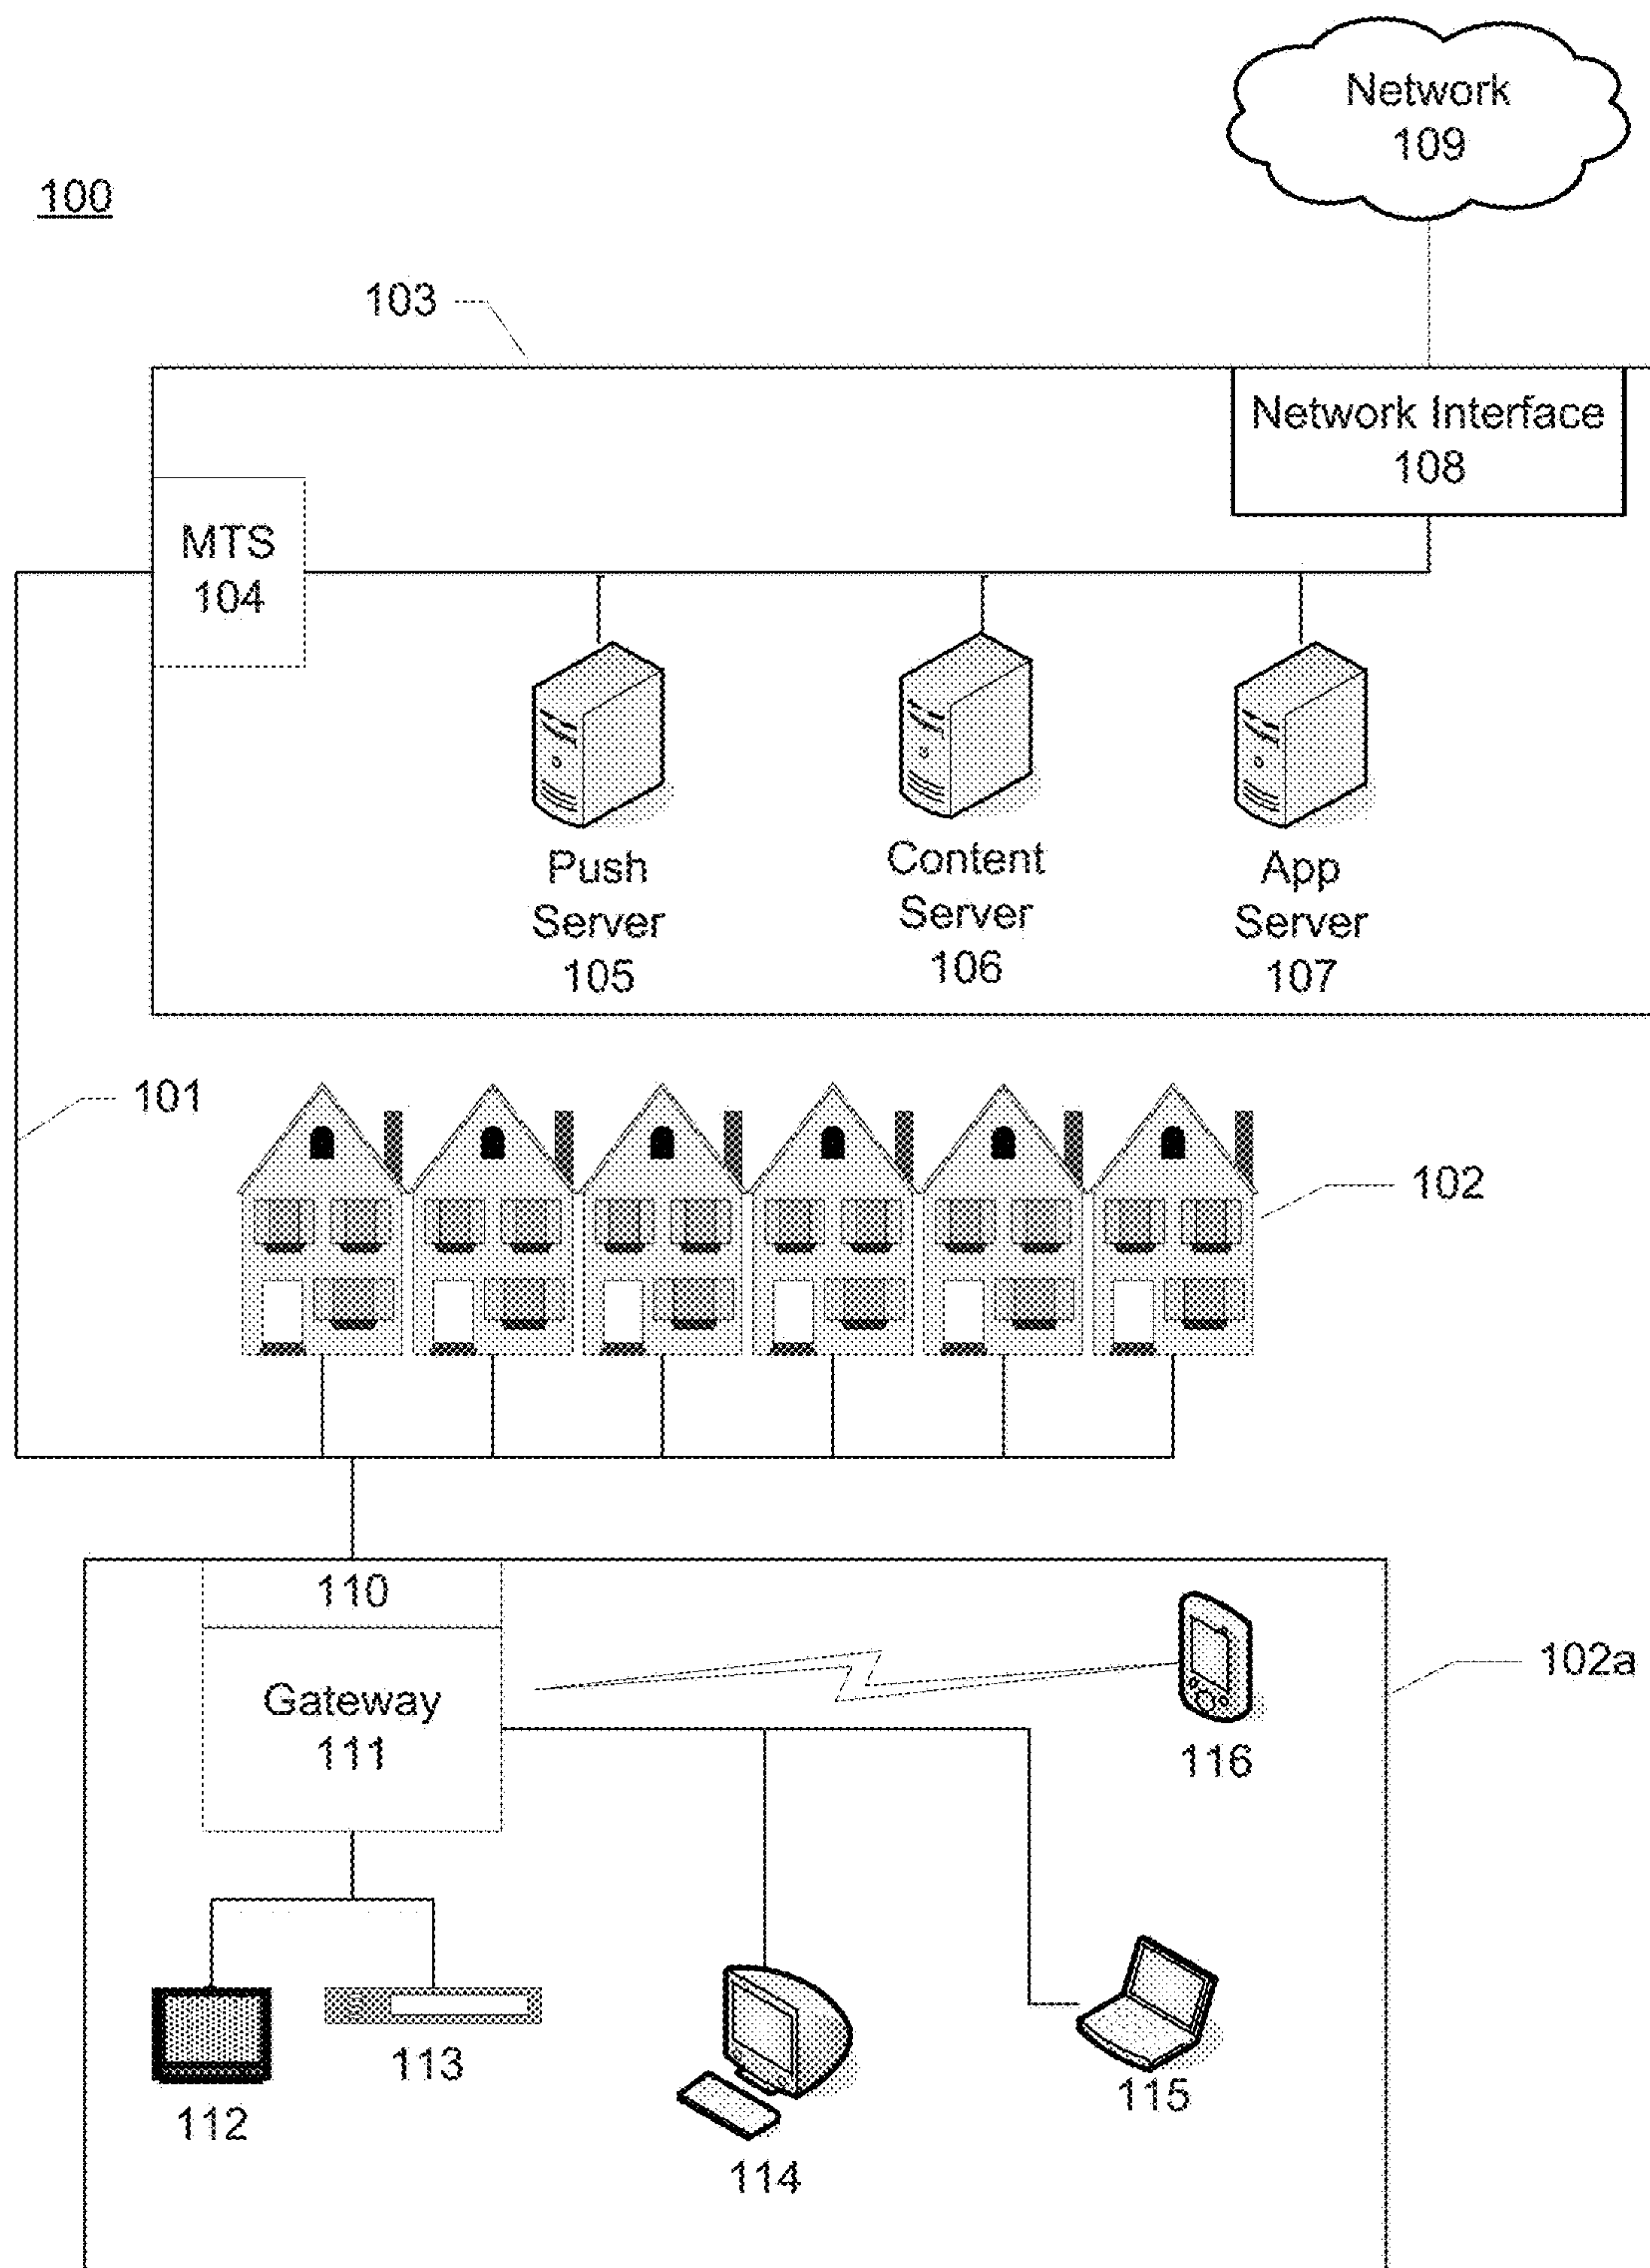 Network
109
100
103
Network Interface
108
MTS
104
Push
Server
105
Content
Server
106
App
Server
107
101
102
110
Gateway
111
102a
116
113
112
115
114